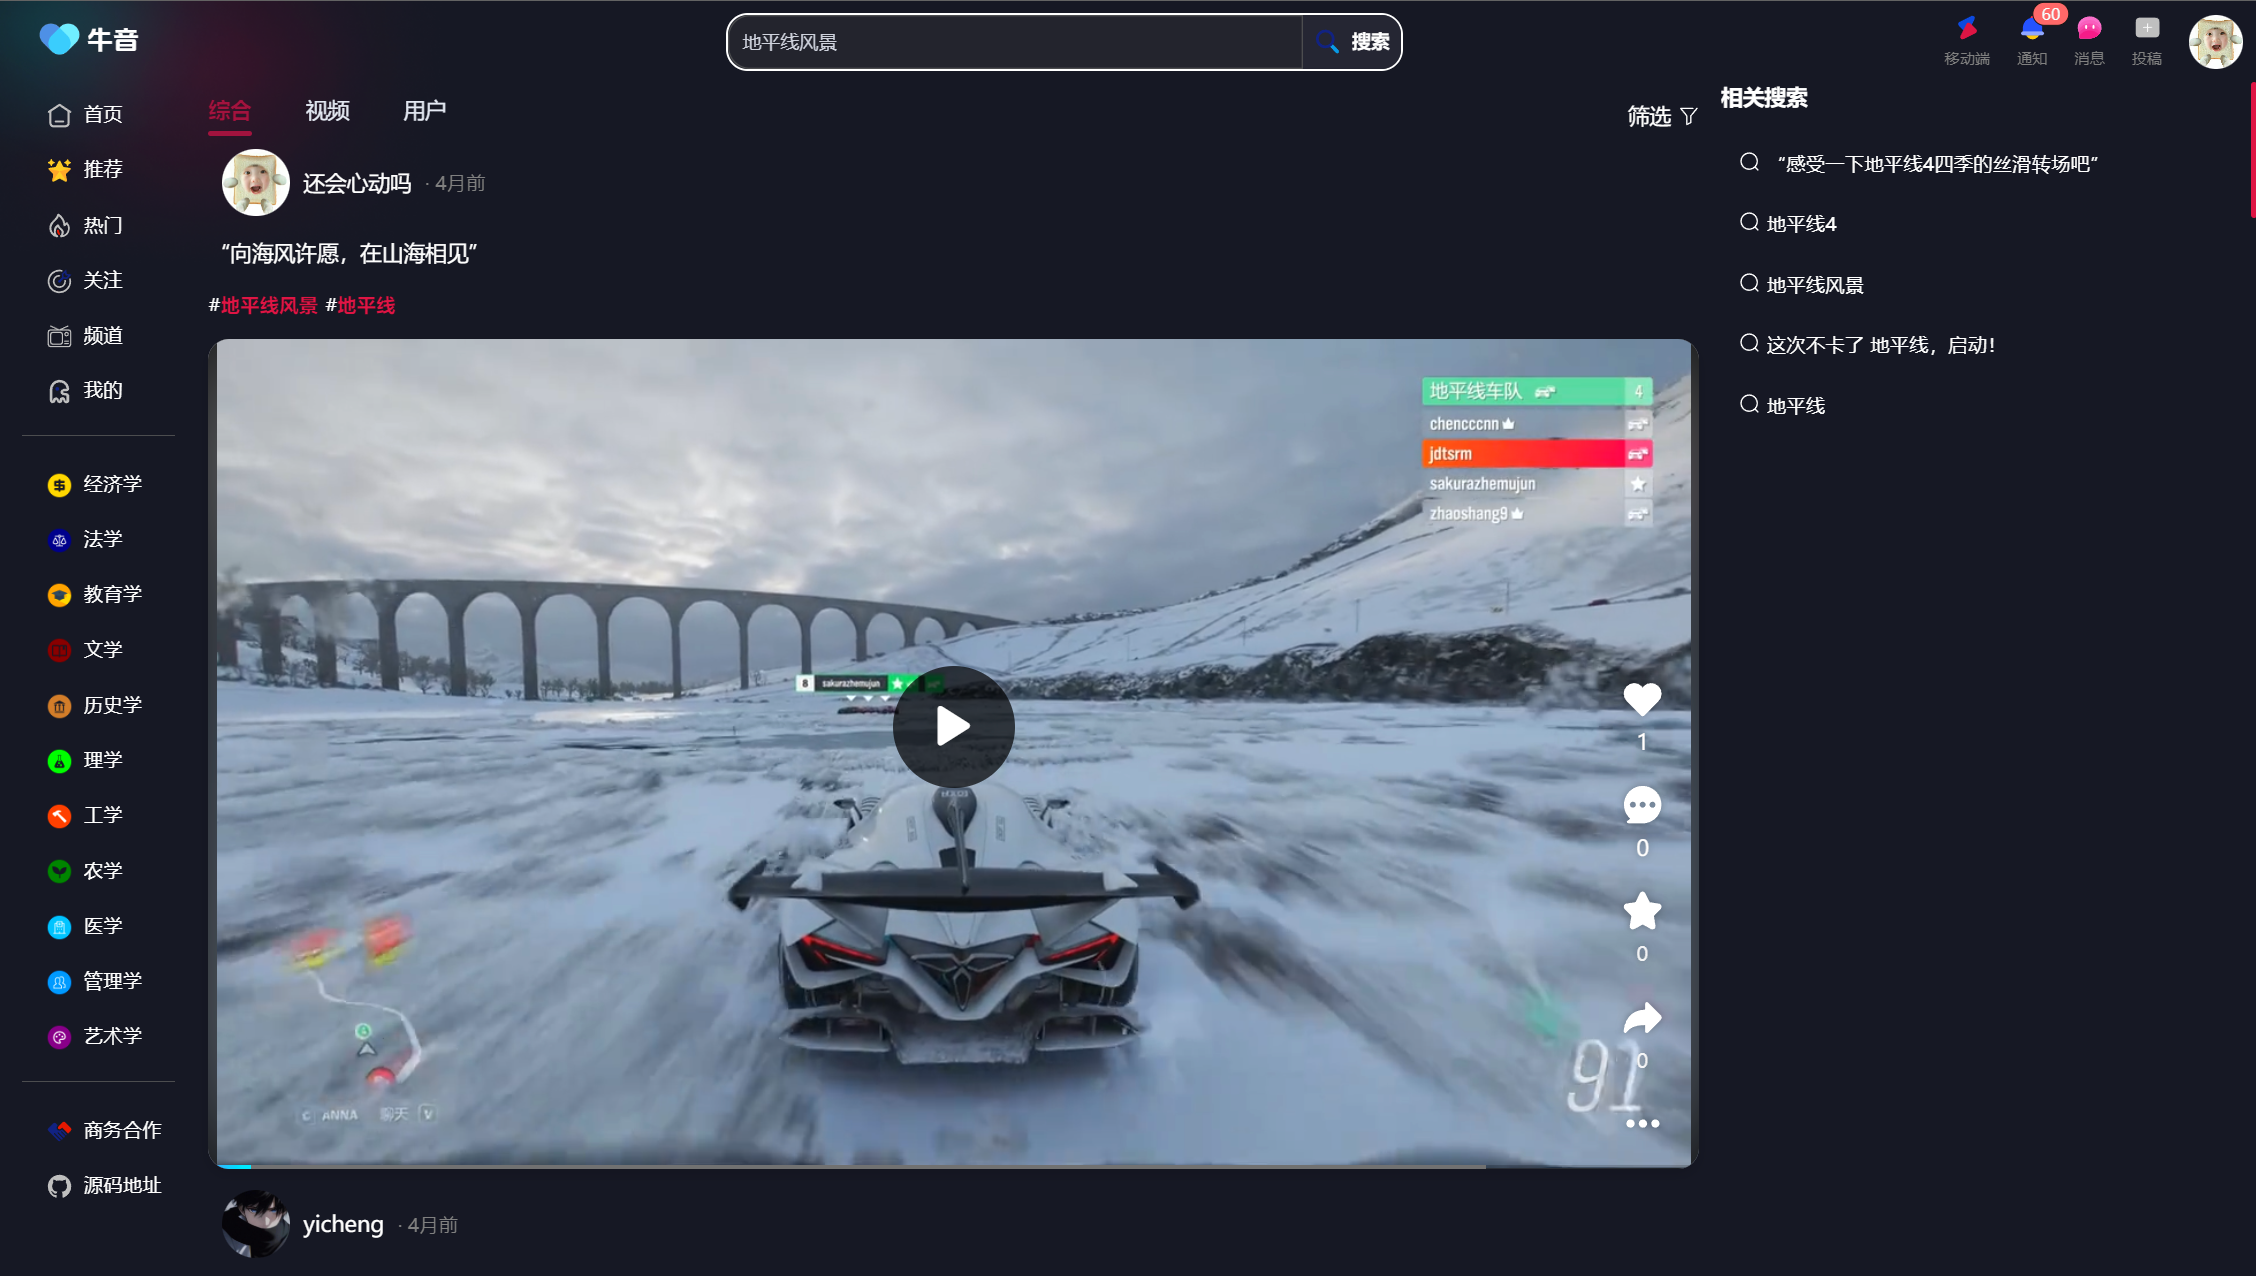 牛音
地平线风景
搜索
移动端
60
通知
消息
投稿
首页
推荐
热门
关注
频道
我的
经济学
法学
教育学
文学
历史学
理学
工学
农学
医学
管理学
艺术学
商务合作
源码地址
综合 视频 用户
筛选
还会心动吗 · 4月前
“向海风许愿，在山海相见”
#地平线风景 #地平线
地平线车队 4
chencccnn
jdtsrm
sakurazhemujun
zhaoshang9
8 sakurazhemujun
1
0
0
0
91
C ANNA 聊天 V
yicheng · 4月前
相关搜索
“感受一下地平线4四季的丝滑转场吧”
地平线4
地平线风景
这次不卡了 地平线，启动！
地平线